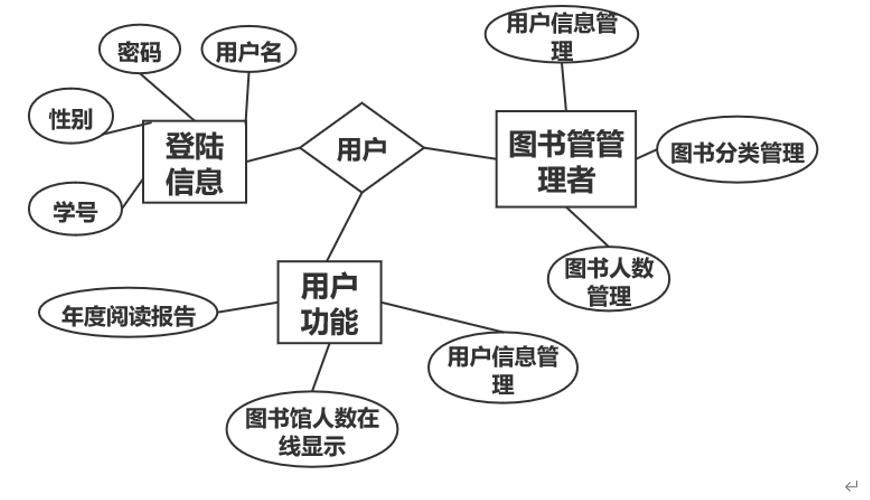 用户信息管
理
密码
用户名
性别
登陆
信息
用户
图书管管
理者
图书分类管理
学号
图书人数
管理
用户
功能
年度阅读报告
用户信息管
理
图书馆人数在
线显示